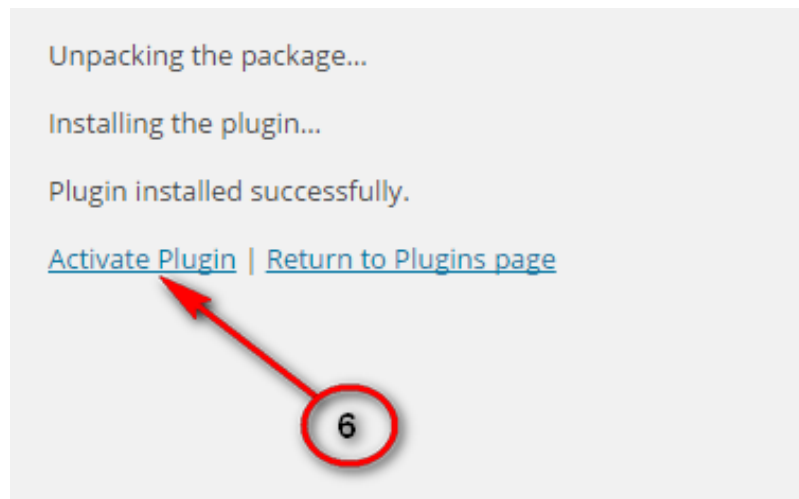 Unpacking the package...
Installing the plugin...
Plugin installed successfully.
Activate Plugin | Return to Plugins page
6